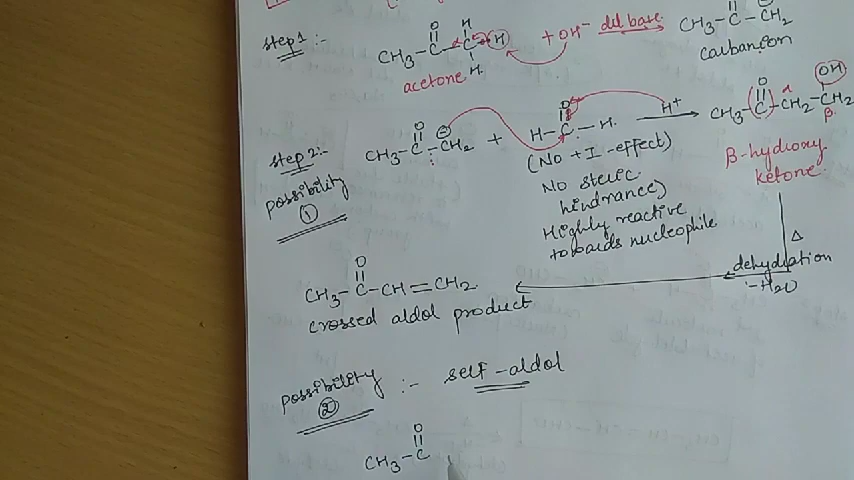 step 1 :-
CH3-C-C-H
O
H
H
+ OH⁻
dil base
CH3-C-CH2
carbanion
acetone
step 2:-
CH3-C-CH2 + H-C-H
O
O
H⁺
CH3-C-CH2-CH2
O
α
OH
β
(No + I-effect)
No steric
hindrance)
Highly reactive
towards nucleophile
β-hydroxy
ketone
possibility
①
Δ
dehydration
-H2O
O
CH3-C-CH=CH2
crossed aldol product
possibility :- self-aldol
②
O
CH3-C